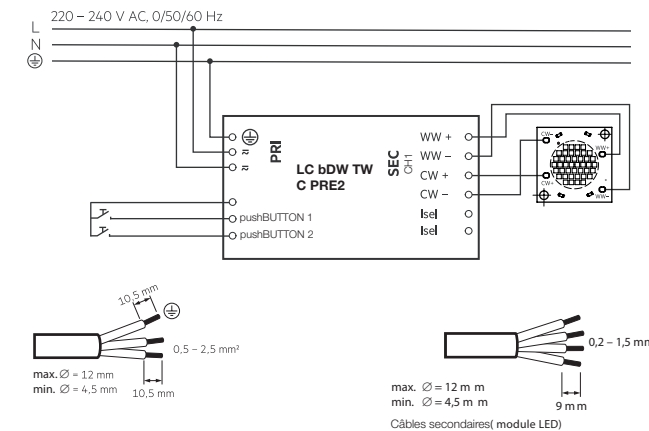 220 – 240 V AC, 0/50/60 Hz
L
N
PRI
LC bDW TW
C PRE2
SEC
CH1
WW +
WW –
CW +
CW –
Isel
Isel
pushBUTTON 1
pushBUTTON 2
CW–
WW+
CW+
WW–
10,5 mm
0,5 – 2,5 mm²
max. Ø = 12 mm
min. Ø = 4,5 mm
10,5 mm
0,2 – 1,5 mm
max. Ø = 12 m m
min. Ø = 4,5 m m
9 mm
Câbles secondaires( module LED)